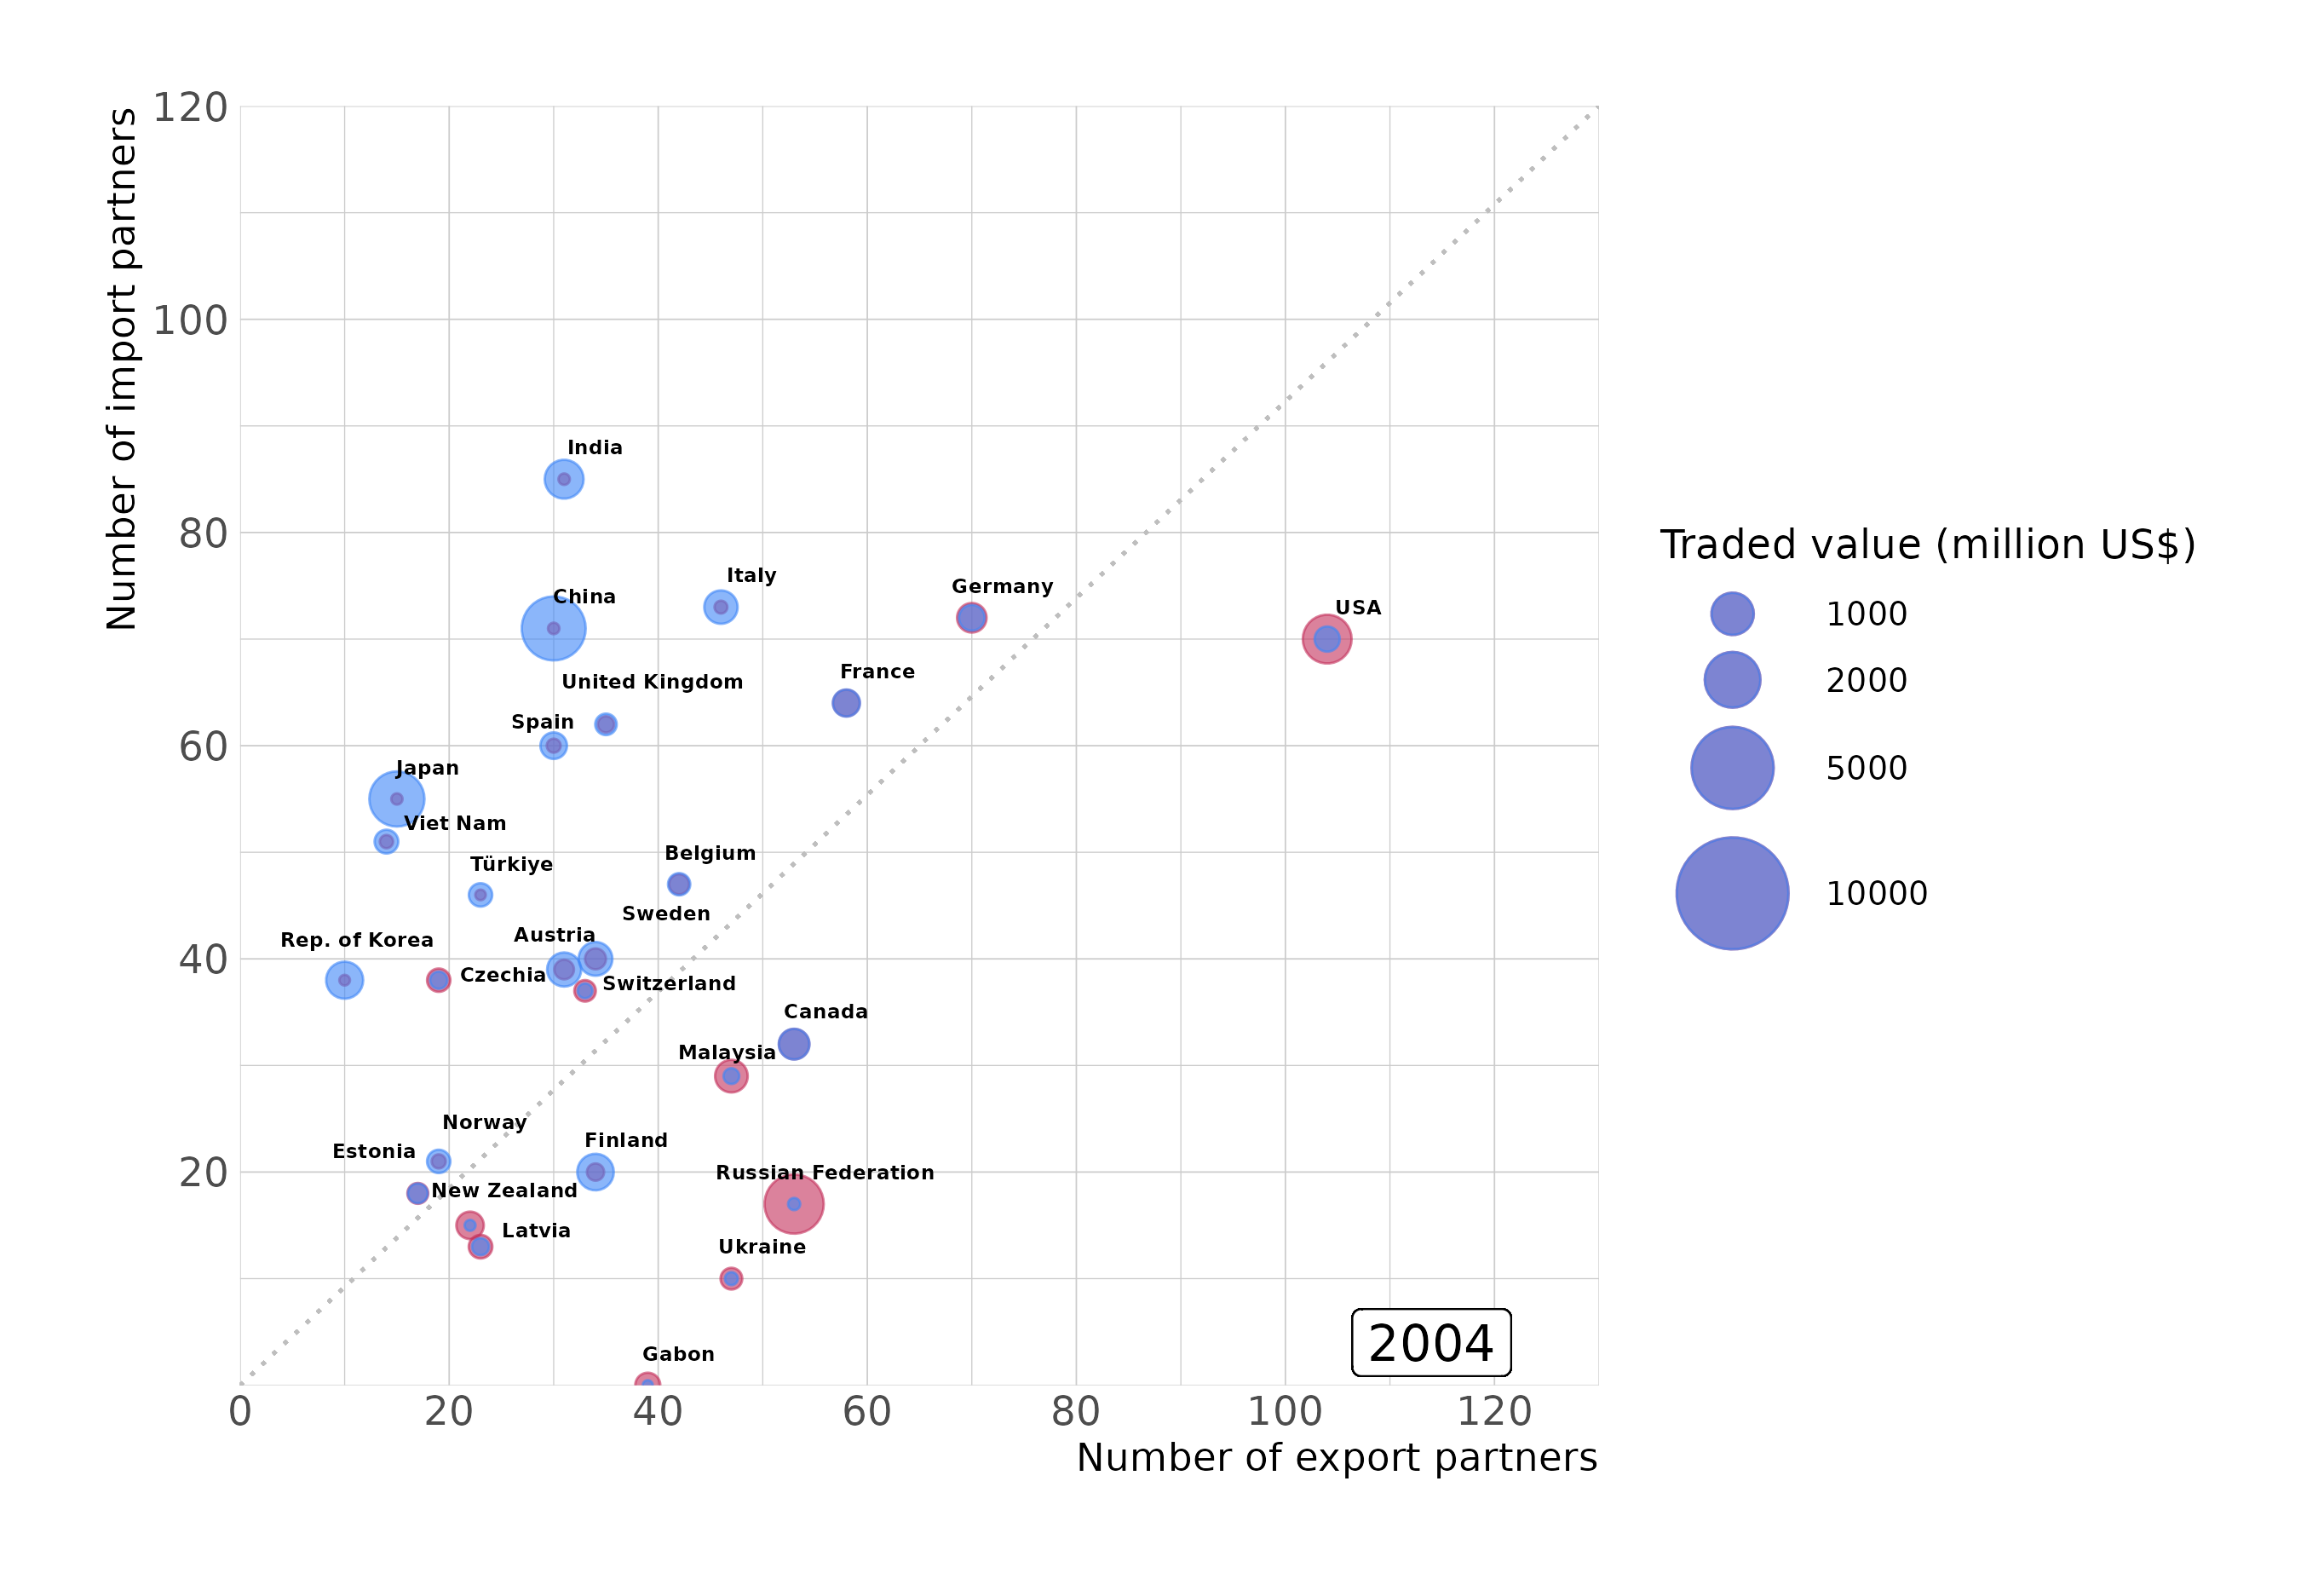 Number of import partners
120
100
80
60
40
20
India
Italy
China
Germany
USA
France
United Kingdom
Spain
Japan
Viet Nam
Türkiye
Belgium
Sweden
Austria
Rep. of Korea
Czechia
Switzerland
Canada
Malaysia
Norway
Finland
Estonia
Russian Federation
New Zealand
Latvia
Ukraine
Gabon
2004
0 20 40 60 80 100 120
Number of export partners
Traded value (million US$)
1000
2000
5000
10000